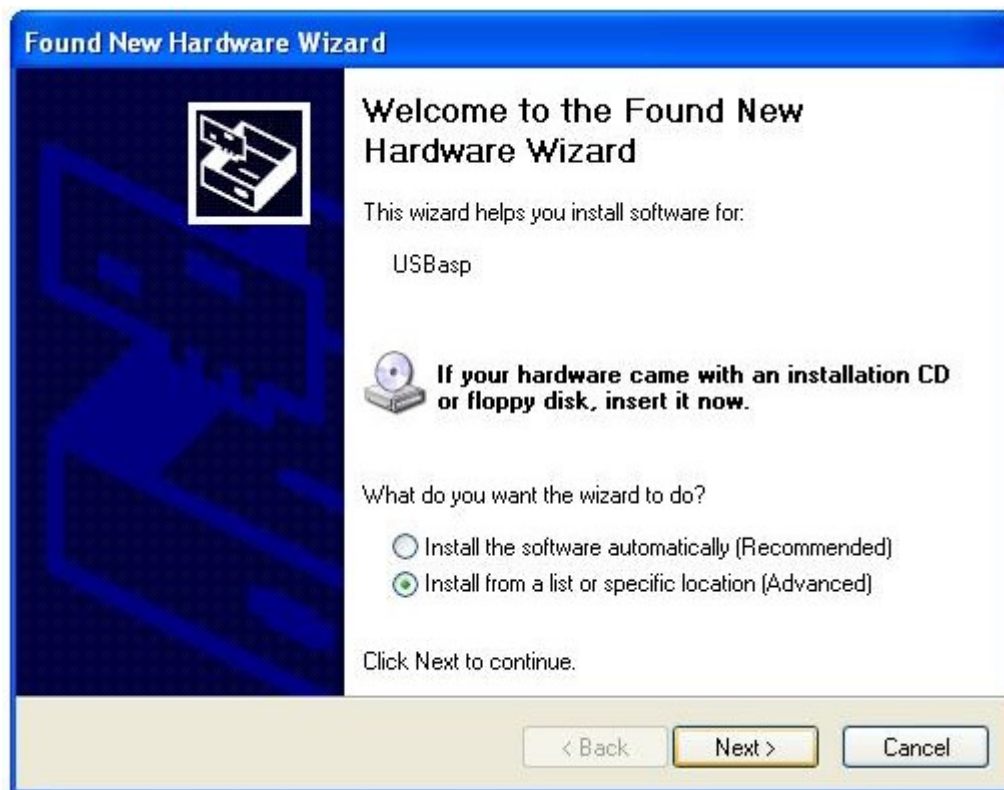 Found New Hardware Wizard
Welcome to the Found New
Hardware Wizard
This wizard helps you install software for:
USBasp
If your hardware came with an installation CD
or floppy disk, insert it now.
What do you want the wizard to do?
Install the software automatically (Recommended)
Install from a list or specific location (Advanced)
Click Next to continue.
< Back Next > Cancel